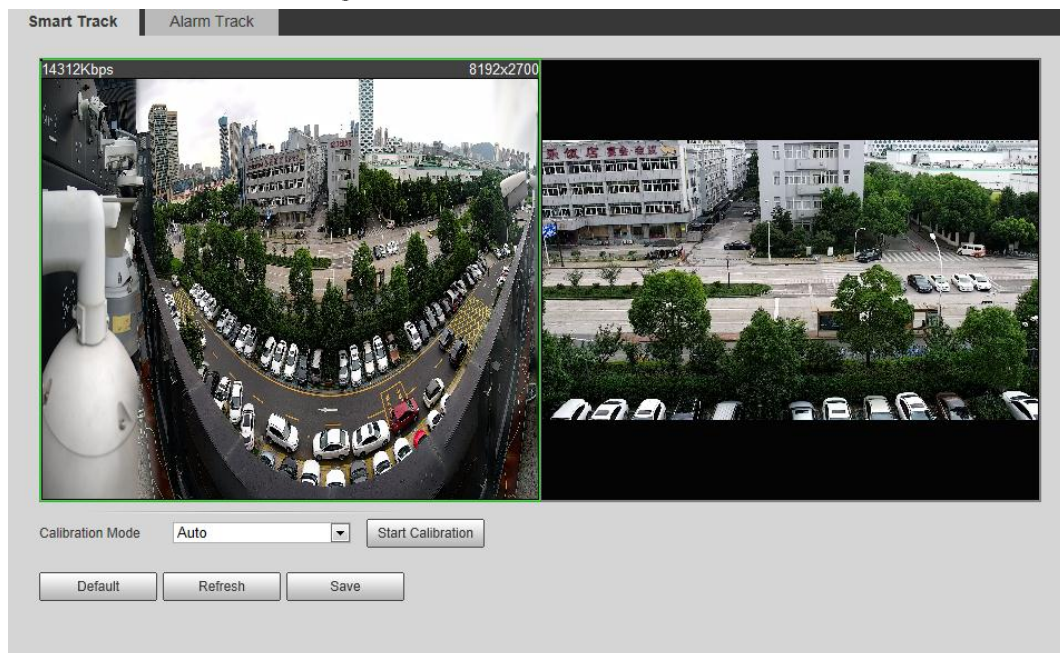 Smart Track
Alarm Track
14312Kbps
8192x2700
Calibration Mode
Auto
Start Calibration
Default
Refresh
Save